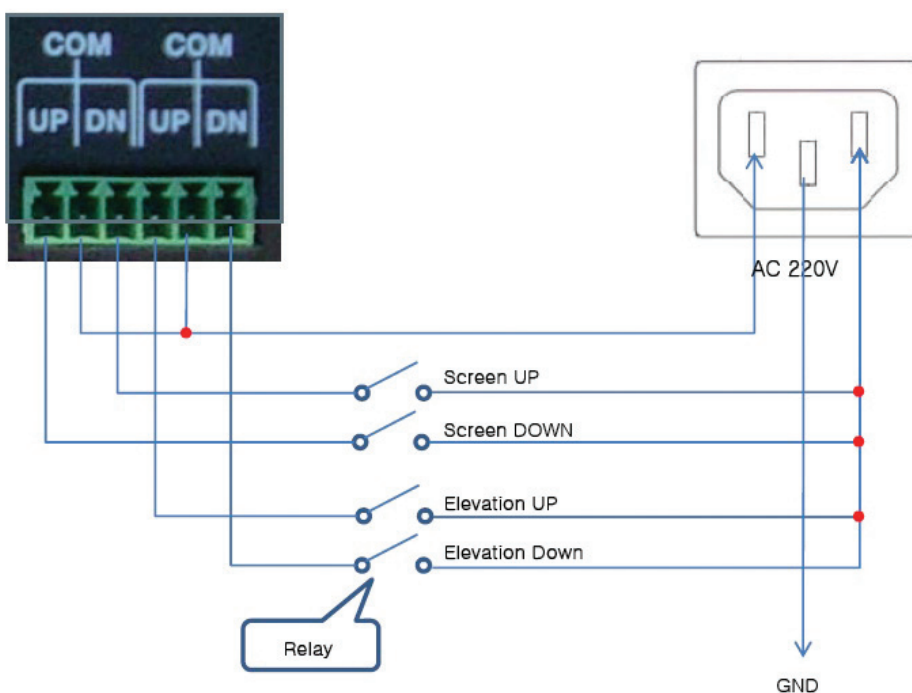 COM COM
UP DN UP DN
AC 220V
Screen UP
Screen DOWN
Elevation UP
Elevation Down
Relay
GND